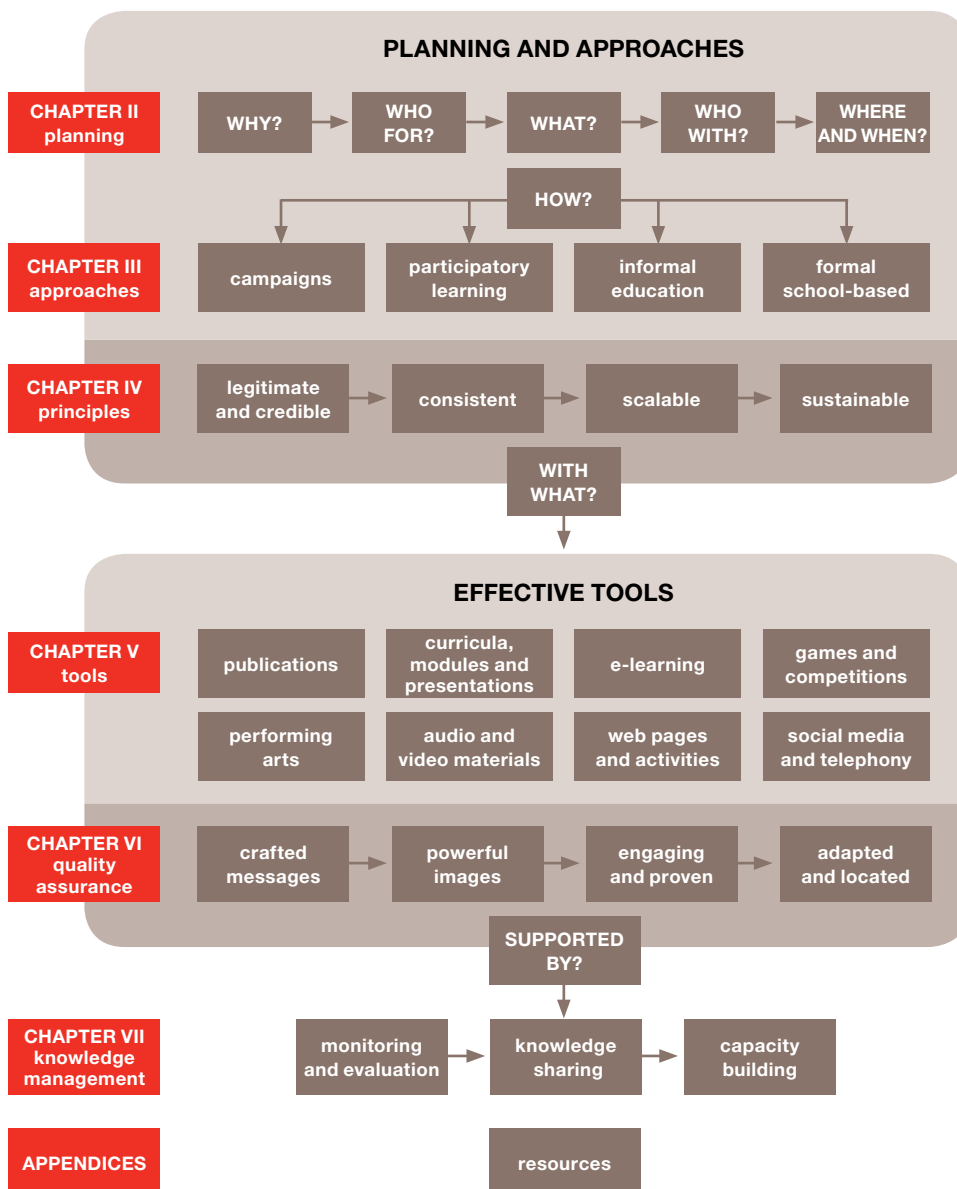 PLANNING AND APPROACHES
CHAPTER II
planning
WHY?
WHO
FOR?
WHAT?
WHO
WITH?
WHERE
AND WHEN?
HOW?
CHAPTER III
approaches
campaigns
participatory
learning
informal
education
formal
school-based
CHAPTER IV
principles
legitimate
and credible
consistent
scalable
sustainable
WITH
WHAT?
EFFECTIVE TOOLS
CHAPTER V
tools
publications
curricula,
modules and
presentations
e-learning
games and
competitions
performing
arts
audio and
video materials
web pages
and activities
social media
and telephony
CHAPTER VI
quality
assurance
crafted
messages
powerful
images
engaging
and proven
adapted
and located
SUPPORTED
BY?
CHAPTER VII
knowledge
management
monitoring
and evaluation
knowledge
sharing
capacity
building
APPENDICES
resources